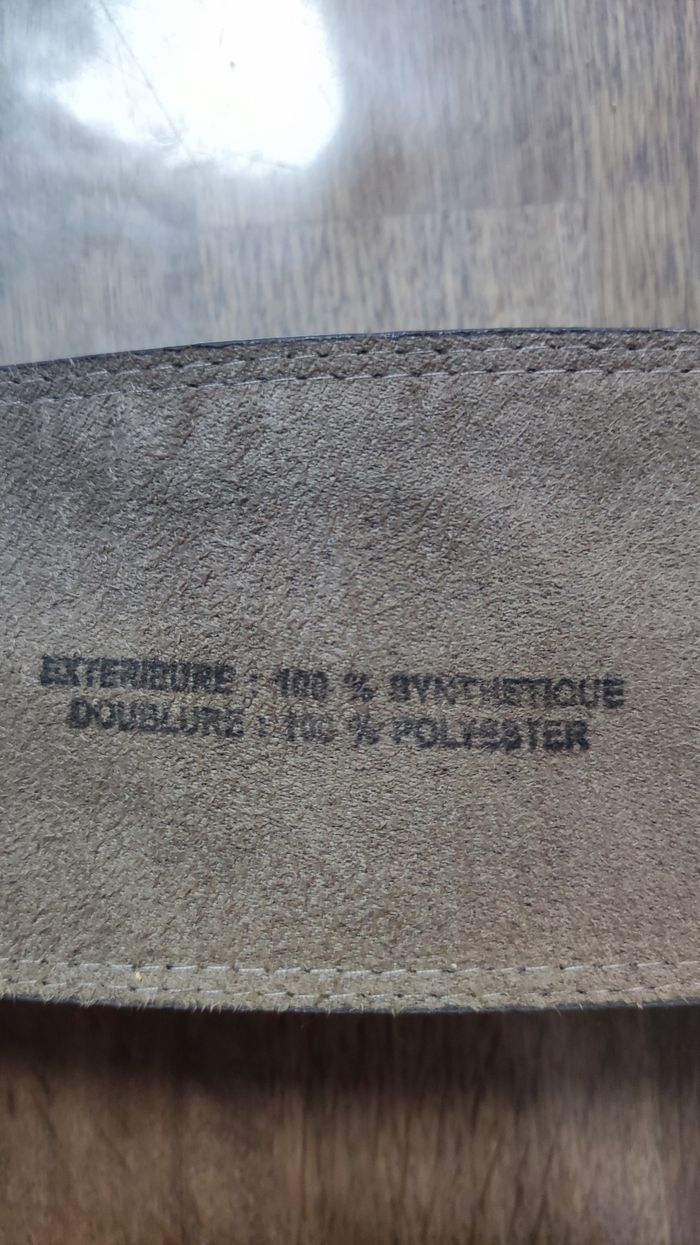 EXTERIEURE : 100 % SYNTHETIQUE
DOUBLURE : 100 % POLYESTER